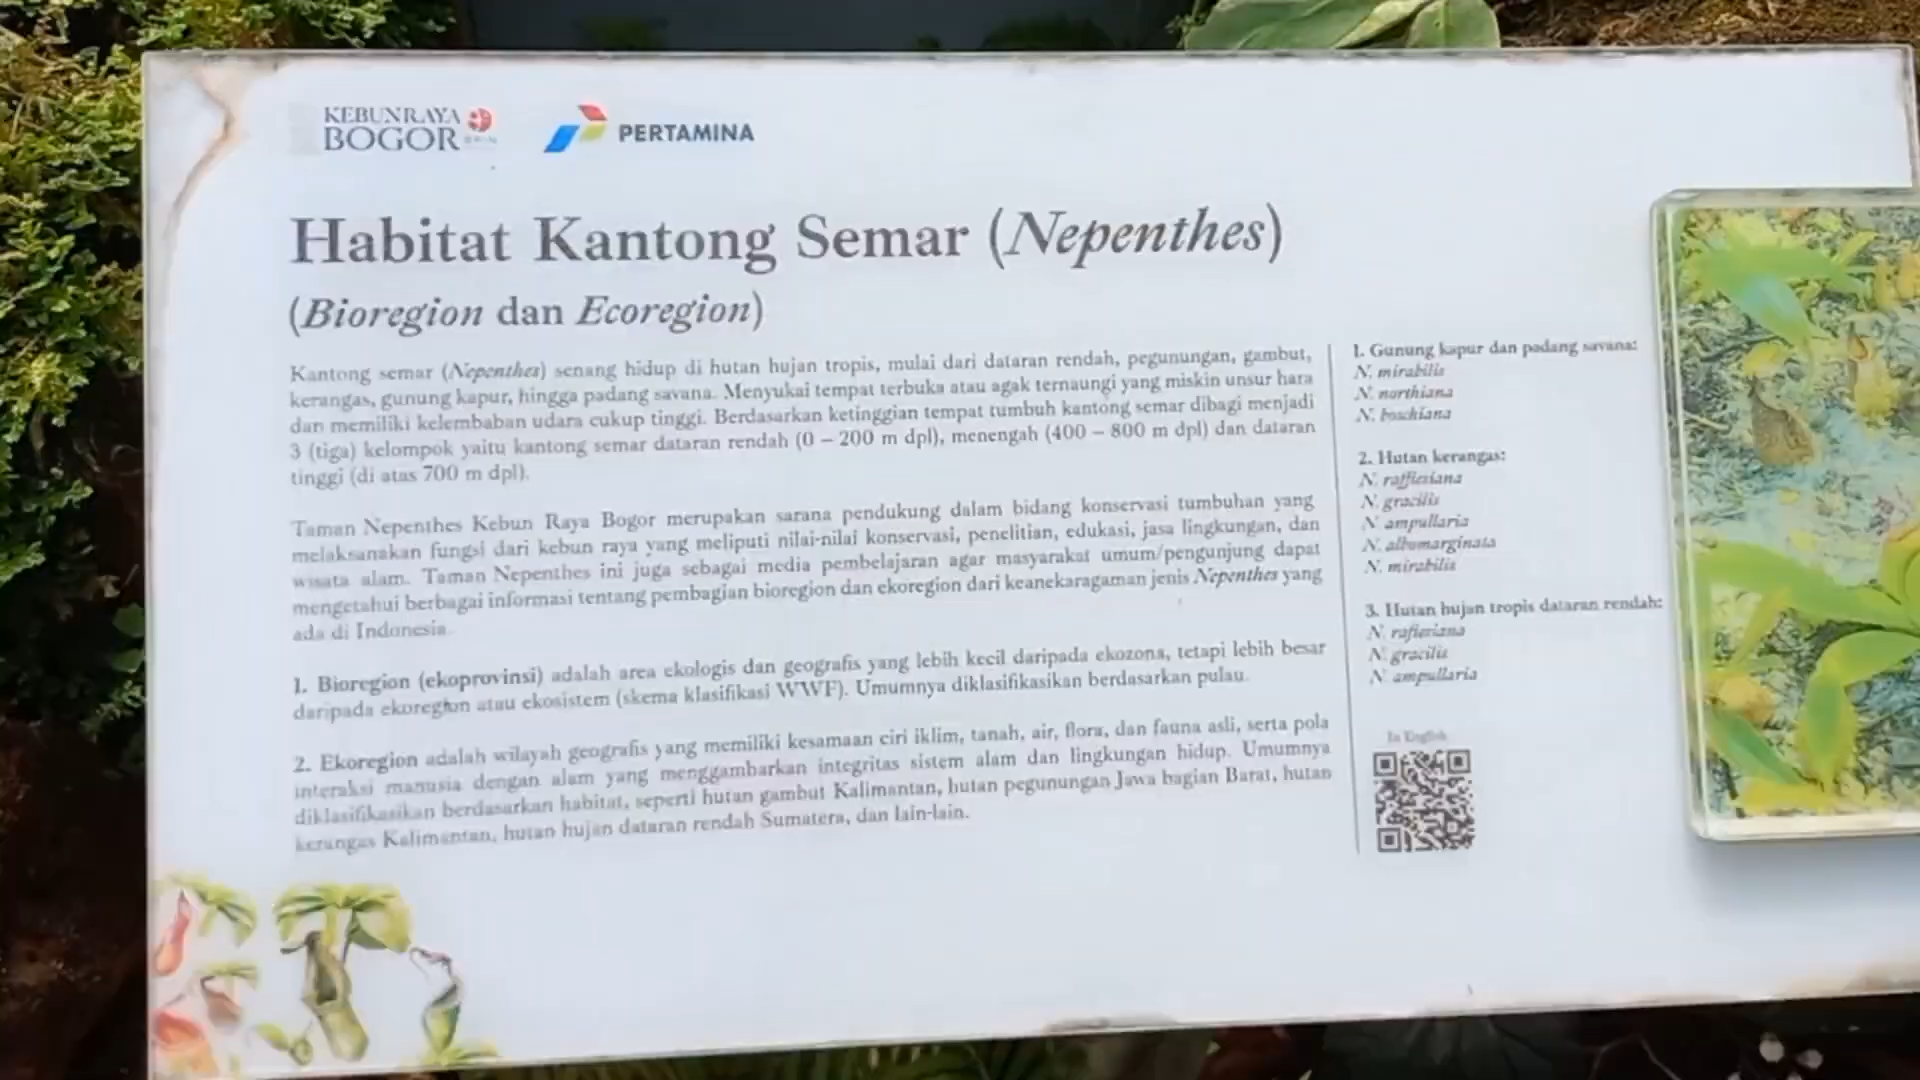 KEBUNRAYA
BOGOR
PERTAMINA
Habitat Kantong Semar (Nepenthes)
(Bioregion dan Ecoregion)
Kantong semar (Nepenthes) senang hidup di hutan hujan tropis, mulai dari dataran rendah, pegunungan, gambut,
kerangas, gunung kapur, hingga padang savana. Menyukai tempat terbuka atau agak ternaungi yang miskin unsur hara
dan memiliki kelembaban udara cukup tinggi. Berdasarkan ketinggian tempat tumbuh kantong semar dibagi menjadi
3 (tiga) kelompok yaitu kantong semar dataran rendah (0 – 200 m dpl), menengah (400 – 800 m dpl) dan dataran
tinggi (di atas 700 m dpl).
Taman Nepenthes Kebun Raya Bogor merupakan sarana pendukung dalam bidang konservasi tumbuhan yang
melaksanakan fungsi dari kebun raya yang meliputi nilai-nilai konservasi, penelitian, edukasi, jasa lingkungan, dan
wisata alam. Taman Nepenthes ini juga sebagai media pembelajaran agar masyarakat umum/pengunjung dapat
mengetahui berbagai informasi tentang pembagian bioregion dan ekoregion dari keanekaragaman jenis Nepenthes yang
ada di Indonesia.
1. Bioregion (ekoprovinsi) adalah area ekologis dan geografis yang lebih kecil daripada ekozona, tetapi lebih besar
daripada ekoregion atau ekosistem (skema klasifikasi WWF). Umumnya diklasifikasikan berdasarkan pulau.
2. Ekoregion adalah wilayah geografis yang memiliki kesamaan ciri iklim, tanah, air, flora, dan fauna asli, serta pola
interaksi manusia dengan alam yang menggambarkan integritas sistem alam dan lingkungan hidup. Umumnya
diklasifikasikan berdasarkan habitat, seperti hutan gambut Kalimantan, hutan pegunungan Jawa bagian Barat, hutan
kerangas Kalimantan, hutan hujan dataran rendah Sumatera, dan lain-lain.
1. Gunung kapur dan padang savana:
N. mirabilis
N. northiana
N. boschiana
2. Hutan kerangas:
N. rafflesiana
N. gracilis
N. ampullaria
N. albomarginata
N. mirabilis
3. Hutan hujan tropis dataran rendah:
N. raflesiana
N. gracilis
N. ampullaria
In English